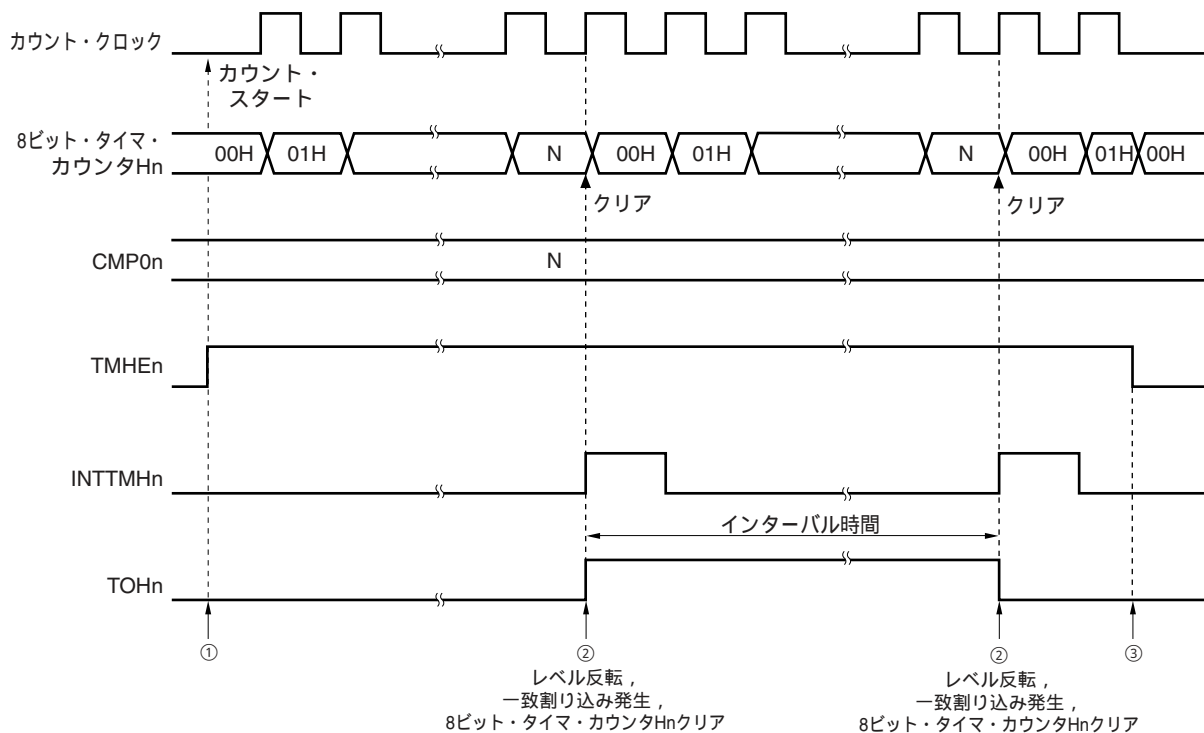 カウント・クロック
カウント・
スタート
8ビット・タイマ・
カウンタHn
00H 01H N 00H 01H N 00H 01H 00H
クリア クリア
CMP0n N
TMHEn
INTTMHn
インターバル時間
TOHn
① ② ② ③
レベル反転，
一致割り込み発生，
8ビット・タイマ・カウンタHnクリア
レベル反転，
一致割り込み発生，
8ビット・タイマ・カウンタHnクリア